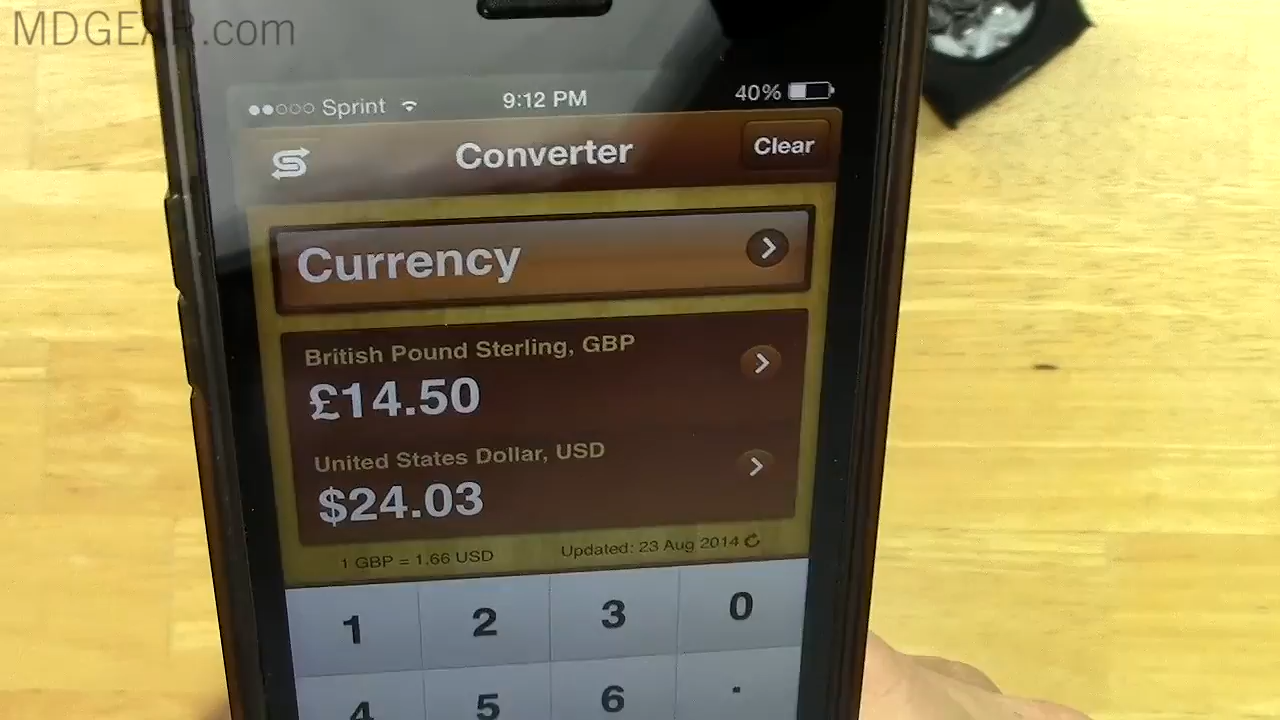 MDGEAR.com
Sprint 9:12 PM 40%
Converter Clear
Currency
British Pound Sterling, GBP
£14.50
United States Dollar, USD
$24.03
1 GBP = 1.66 USD Updated: 23 Aug 2014
1 2 3 0
4 5 6 .